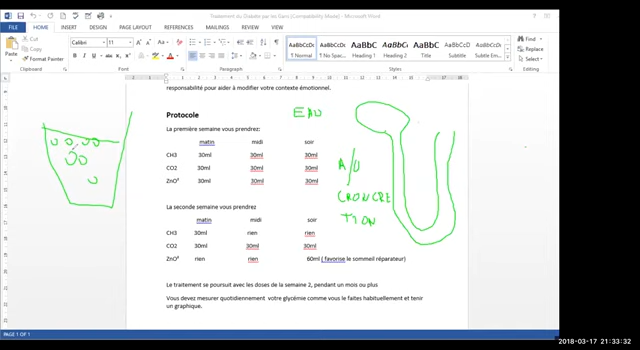 Traitement du Diabète par les Gans [Compatibility Mode] - Microsoft Word
FILE HOME INSERT DESIGN PAGE LAYOUT REFERENCES MAILINGS REVIEW VIEW
Calibri 11
Cut
Copy
Format Painter
Clipboard Font Paragraph Styles Editing
AaBbCcDc AaBbCcDc AaBbC AaBbCc AaBbC AaBbCcD AaBbCcDc
¶ Normal ¶ No Spac... Heading 1 Heading 2 Title Subtitle Subtle Em...
Find
Replace
Select
responsabilité pour aider à modifier votre contexte émotionnel.
Protocole
EAU
La première semaine vous prendrez:
matin midi soir
CH3 30ml 30ml 30ml
CO2 30ml 30ml 30ml
ZnO⁴ 30ml 30ml 30ml
A/U
CRONCRE
TION
La seconde semaine vous prendrez
matin midi soir
CH3 30ml rien rien
CO2 30ml 30ml 30ml
ZnO⁴ rien rien 60ml ( favorise le sommeil réparateur)
Le traitement se poursuit avec les doses de la semaine 2, pendant un mois ou plus
Vous devez mesurer quotidiennement votre glycémie comme vous le faites habituellement et tenir
un graphique.
PAGE 1 OF 1
2018-03-17 21:33:32